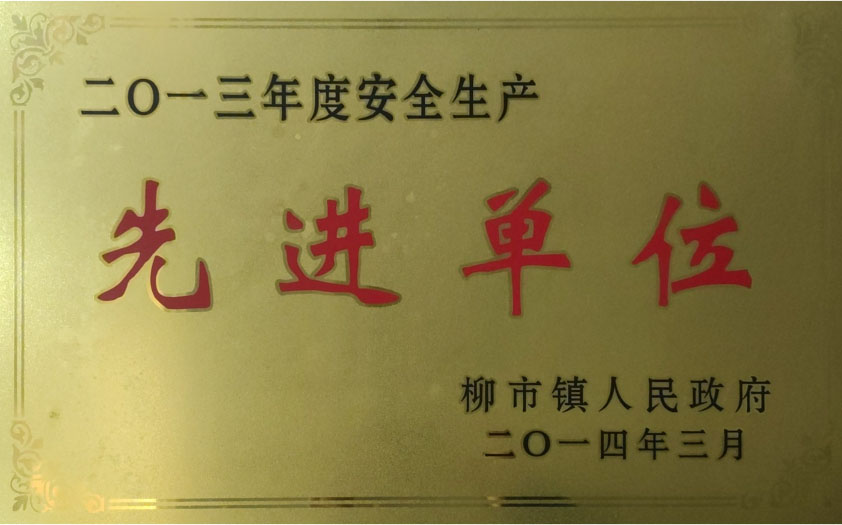 二〇一三年度安全生产
先进单位
柳市镇人民政府
二〇一四年三月